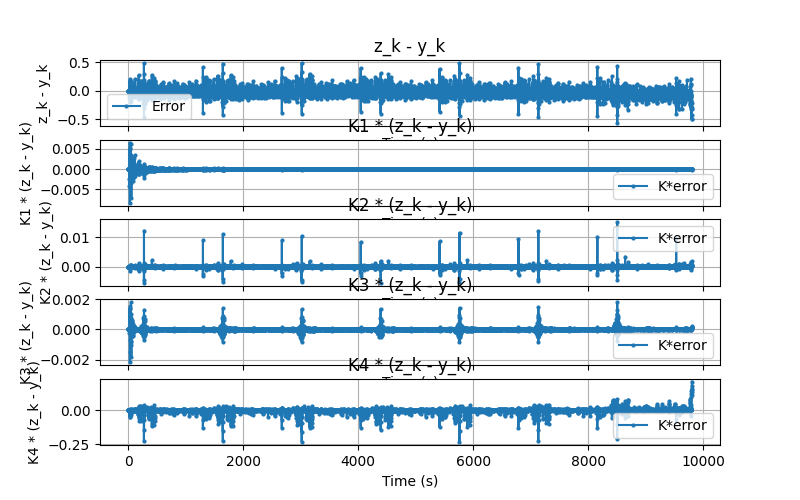 z_k - y_k
z_k - y_k
0.5
0.0
−0.5
Error
K1 * (z_k - y_k)
K1 * (z_k - y_k)
0.005
0.000
−0.005
K*error
K2 * (z_k - y_k)
K2 * (z_k - y_k)
0.01
0.00
K*error
K3 * (z_k - y_k)
K3 * (z_k - y_k)
0.002
0.000
−0.002
K*error
K4 * (z_k - y_k)
K4 * (z_k - y_k)
0.00
−0.25
K*error
0 2000 4000 6000 8000 10000
Time (s)